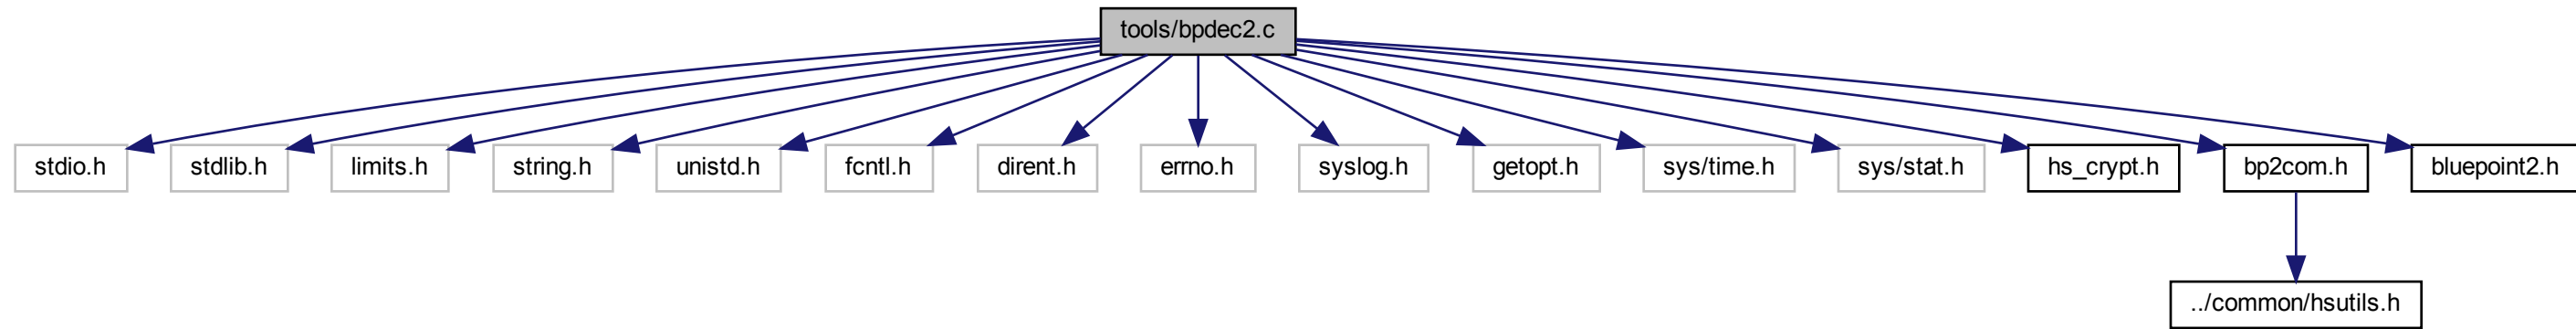 tools/bpdec2.c
stdio.h
stdlib.h
limits.h
string.h
unistd.h
fcntl.h
dirent.h
errno.h
syslog.h
getopt.h
sys/time.h
sys/stat.h
hs_crypt.h
bp2com.h
bluepoint2.h
../common/hsutils.h